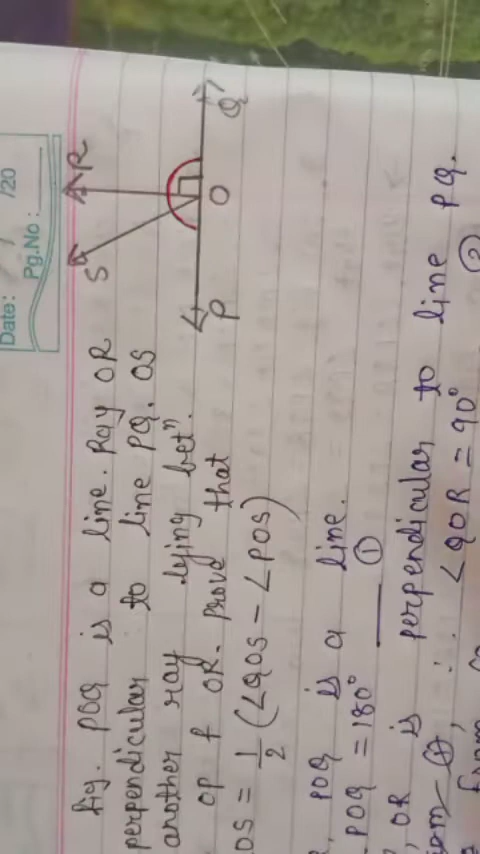 Date: / /20
Pg.No:
S R
P O Q
fig. POQ is a line. Ray OR
perpendicular to line PQ. OS
another ray lying betn
OP & OR. prove that
OS = 1/2 (∠QOS - ∠POS)
POQ is a line.
POQ = 180° ①
OR is perpendicular to line PQ.
∴ ∠QOR = 90° ②